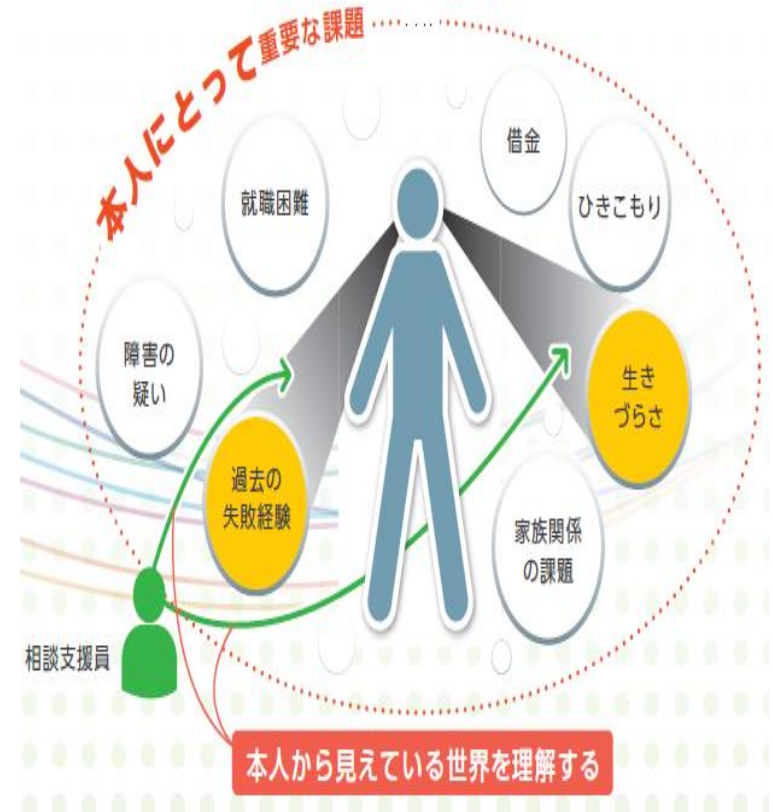 本人にとって重要な課題
借金
就職困難
ひきこもり
障害の
疑い
生き
づらさ
過去の
失敗経験
家族関係
の課題
相談支援員
本人から見えている世界を理解する